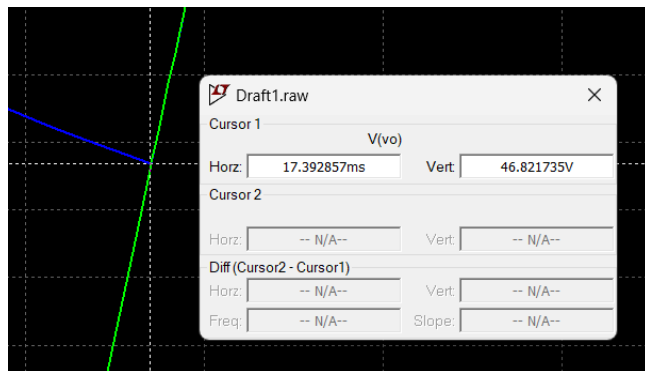 Draft1.raw
Cursor 1
V(vo)
Horz: 17.392857ms Vert: 46.821735V
Cursor 2
Horz: -- N/A-- Vert: -- N/A--
Diff (Cursor2 - Cursor1)
Horz: -- N/A-- Vert: -- N/A--
Freq: -- N/A-- Slope: -- N/A--